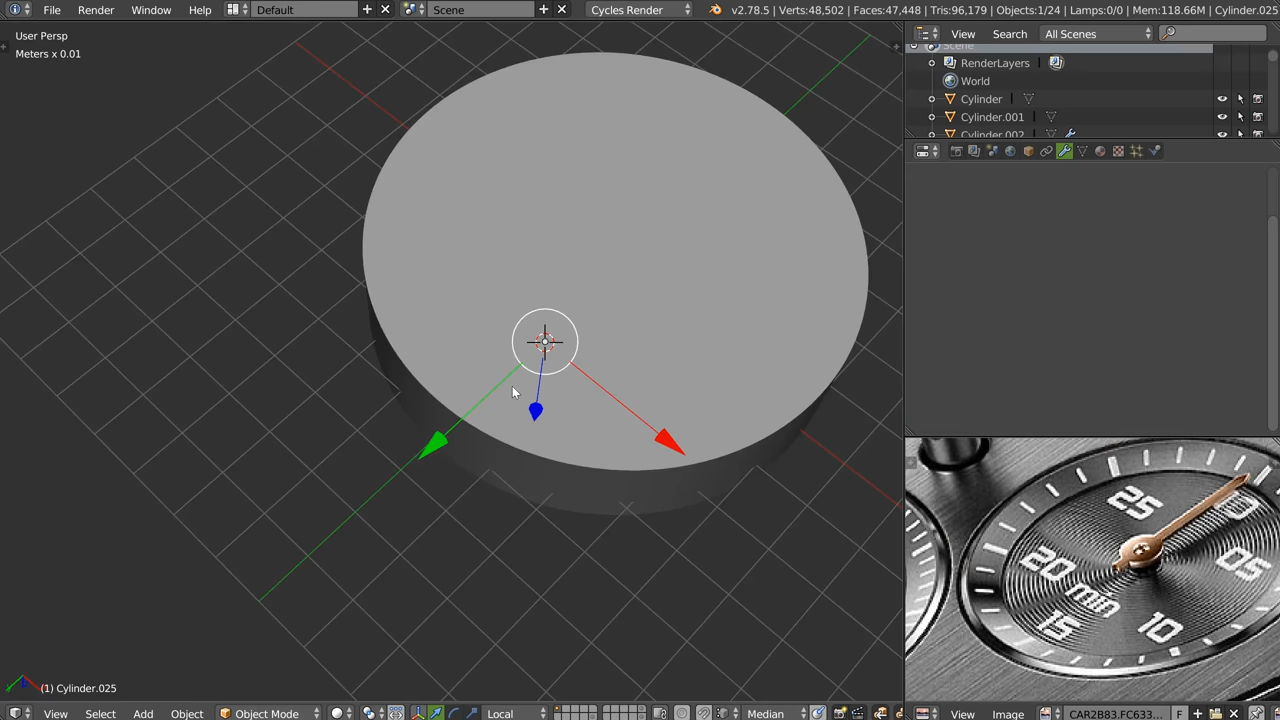 File Render Window Help Default Scene Cycles Render v2.78.5 | Verts:48,502 | Faces:47,448 | Tris:96,179 | Objects:1/24 | Lamps:0/0 | Mem:118.66M | Cylinder.025
User Persp
Meters x 0.01
View Search All Scenes
Scene
RenderLayers
World
Cylinder
Cylinder.001
Cylinder.002
25
05
20
min
15
10
(1) Cylinder.025
View Select Add Object Object Mode Local Median
View Image CAR2B83.FC633... F